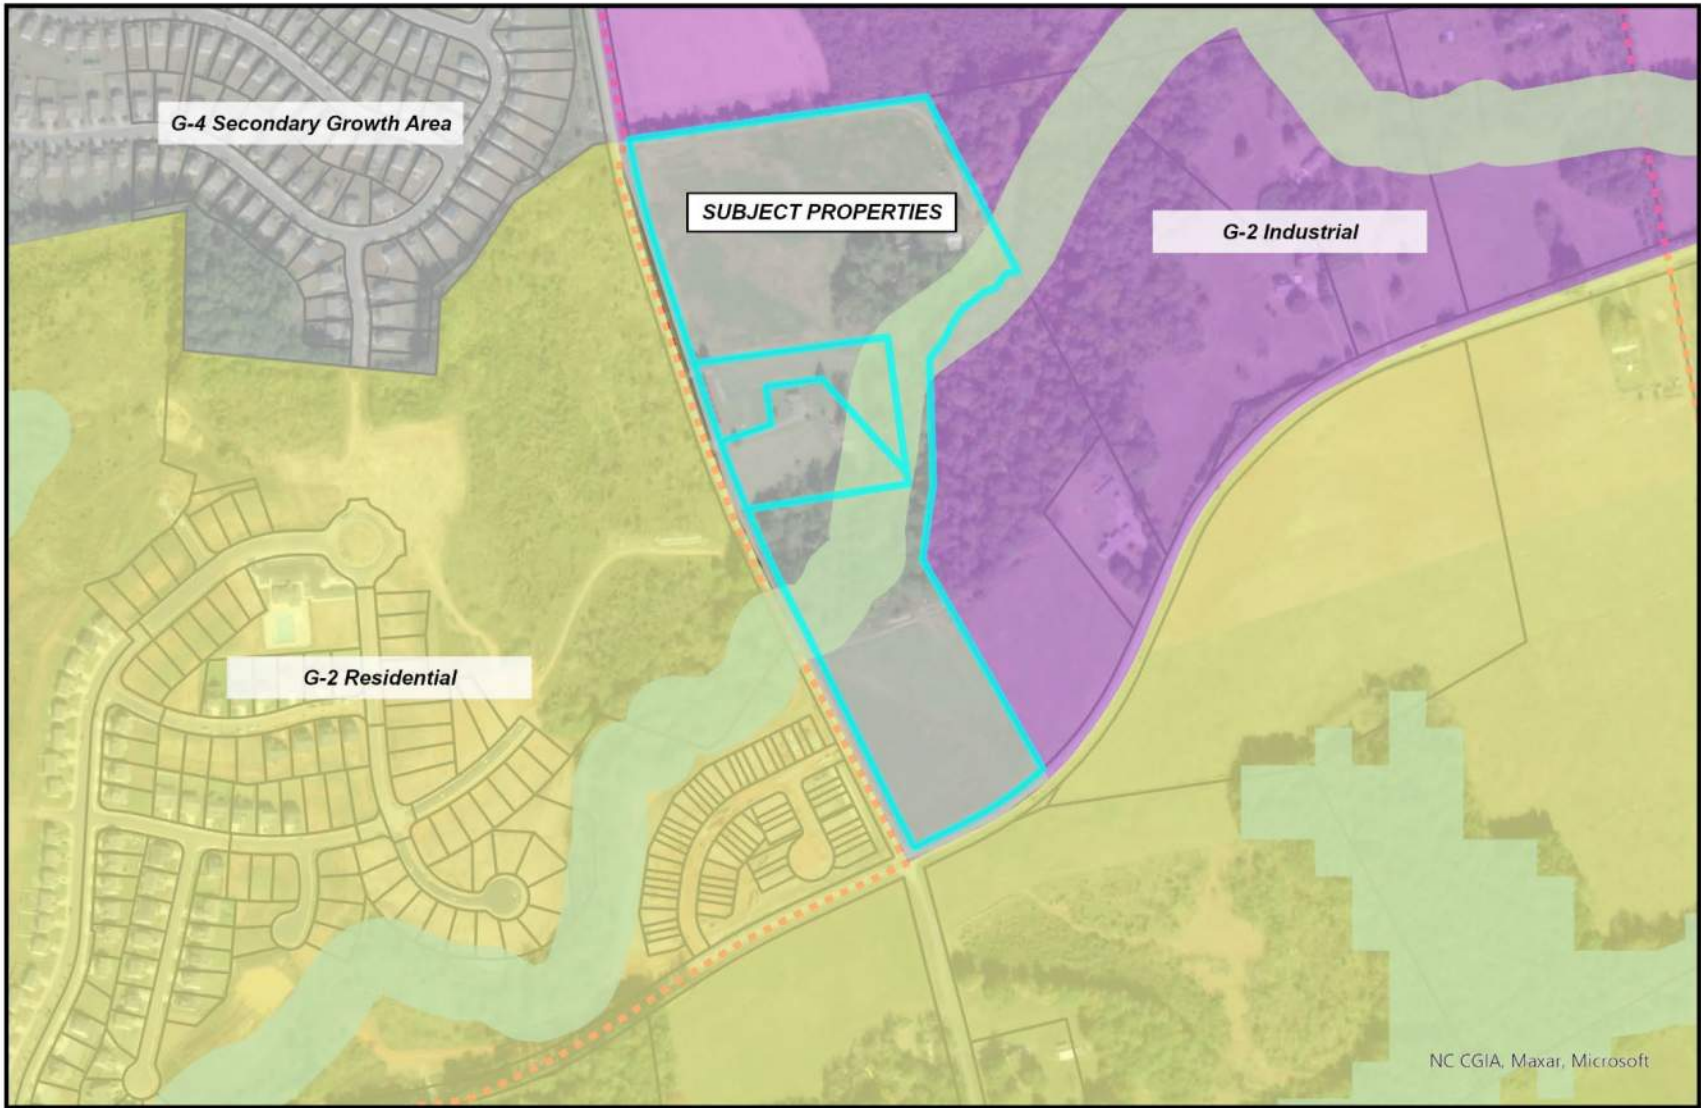 G-4 Secondary Growth Area
SUBJECT PROPERTIES
G-2 Industrial
G-2 Residential
NC CGIA, Maxar, Microsoft